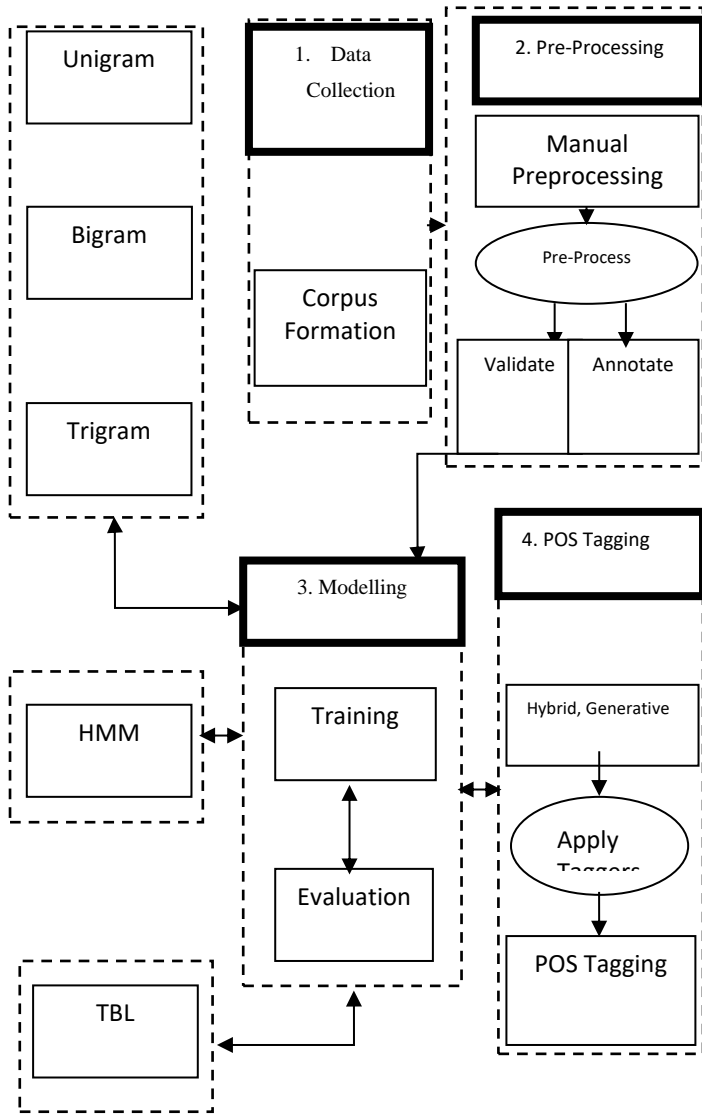 Unigram
Bigram
Trigram
1. Data
Collection
Corpus
Formation
2. Pre-Processing
Manual
Preprocessing
Pre-Process
Validate
Annotate
3. Modelling
Training
Evaluation
HMM
TBL
4. POS Tagging
Hybrid, Generative
Apply
Taggers
POS Tagging